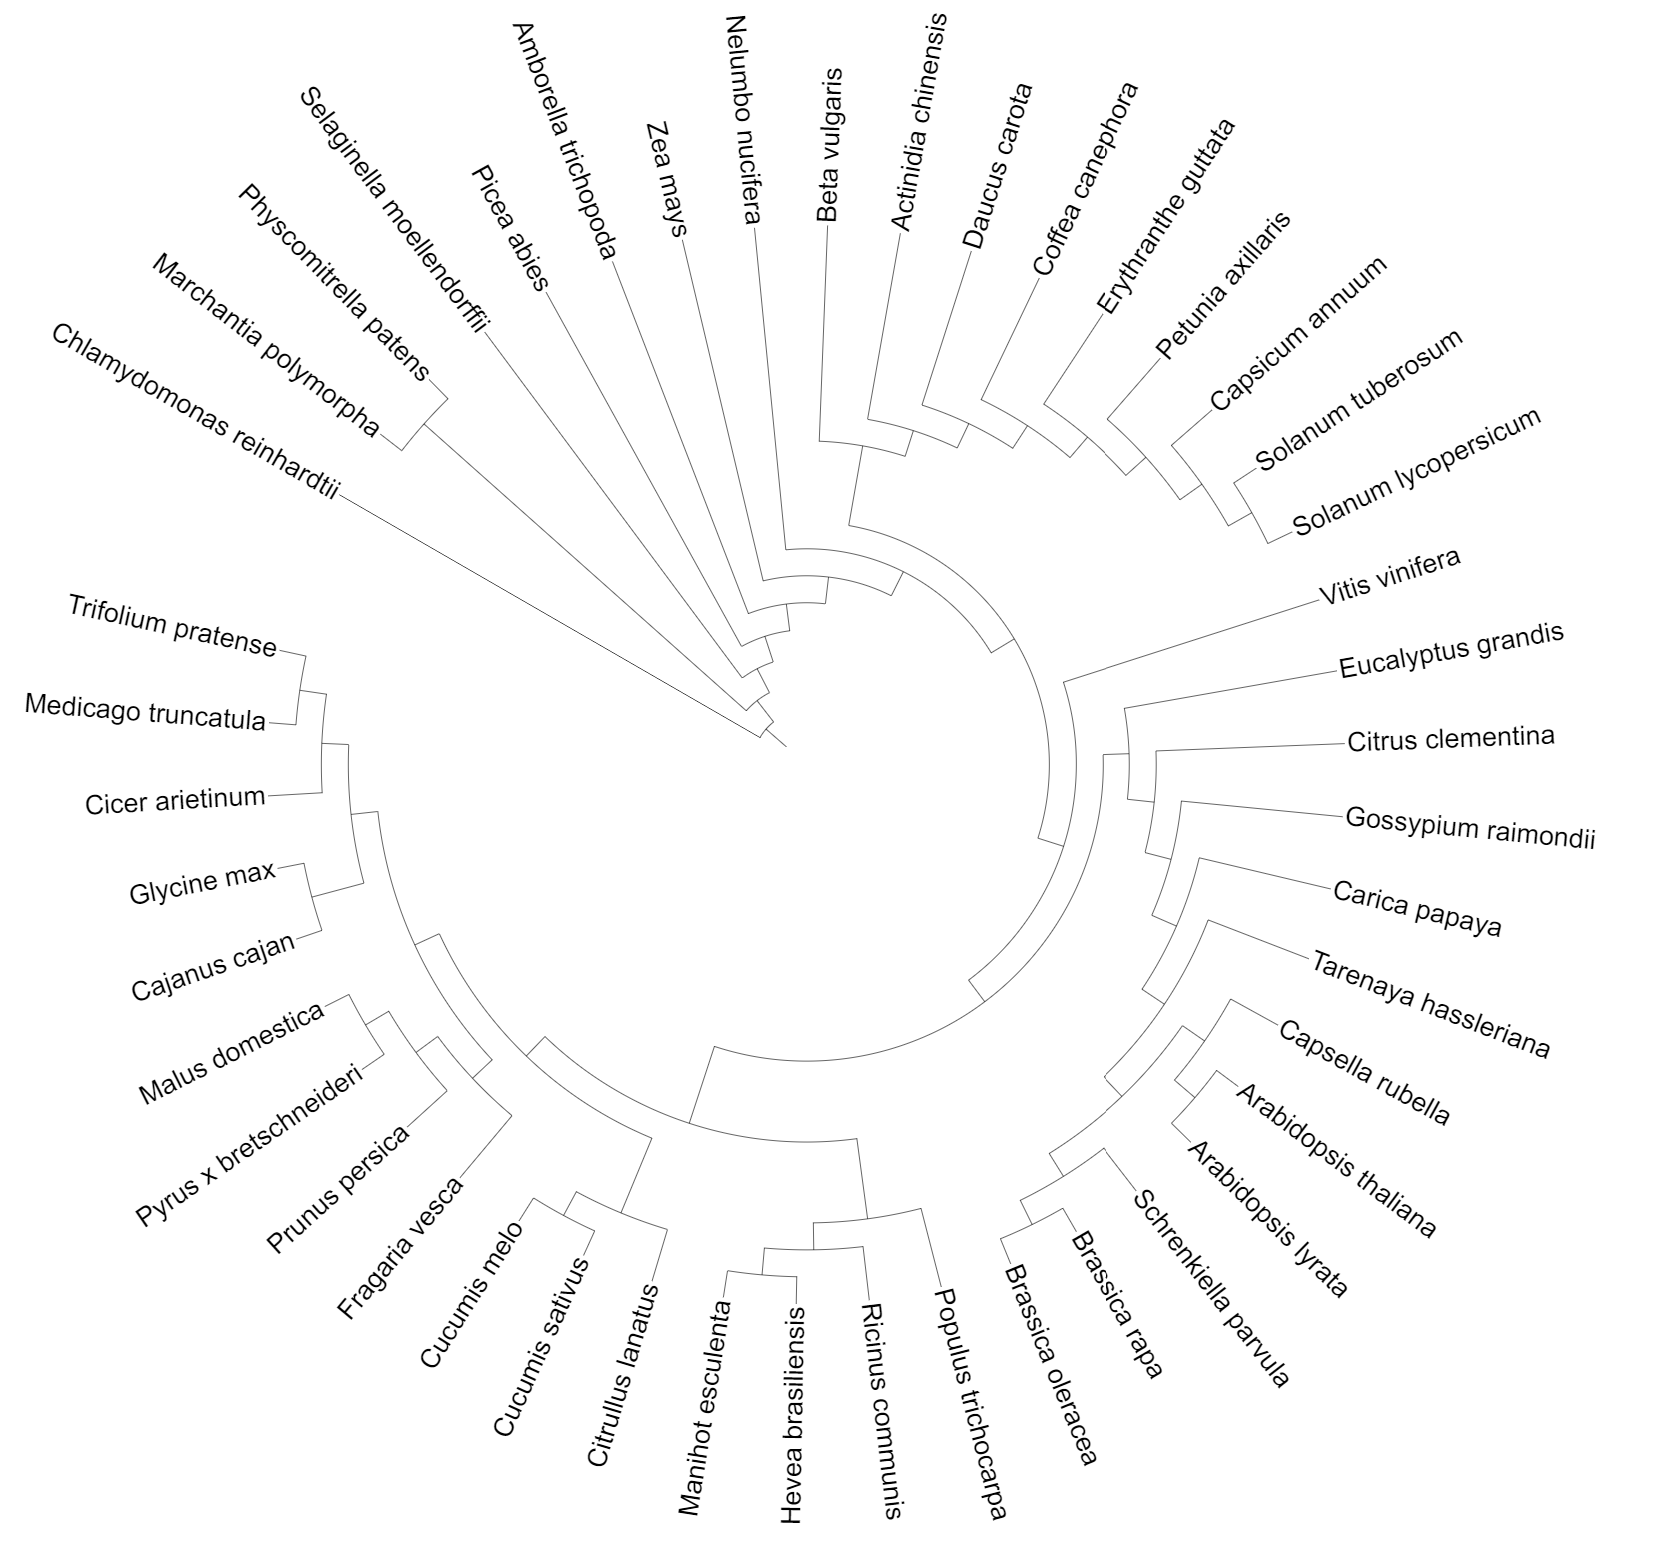 Chlamydomonas reinhardtii
Marchantia polymorpha
Physcomitrella patens
Selaginella moellendorffii
Picea abies
Amborella trichopoda
Zea mays
Nelumbo nucifera
Beta vulgaris
Actinidia chinensis
Daucus carota
Coffea canephora
Erythranthe guttata
Petunia axillaris
Capsicum annuum
Solanum tuberosum
Solanum lycopersicum
Vitis vinifera
Eucalyptus grandis
Citrus clementina
Gossypium raimondii
Carica papaya
Tarenaya hassleriana
Capsella rubella
Arabidopsis thaliana
Arabidopsis lyrata
Schrenkiella parvula
Brassica rapa
Brassica oleracea
Populus trichocarpa
Ricinus communis
Hevea brasiliensis
Manihot esculenta
Citrullus lanatus
Cucumis sativus
Cucumis melo
Fragaria vesca
Prunus persica
Pyrus x bretschneideri
Malus domestica
Cajanus cajan
Glycine max
Cicer arietinum
Medicago truncatula
Trifolium pratense